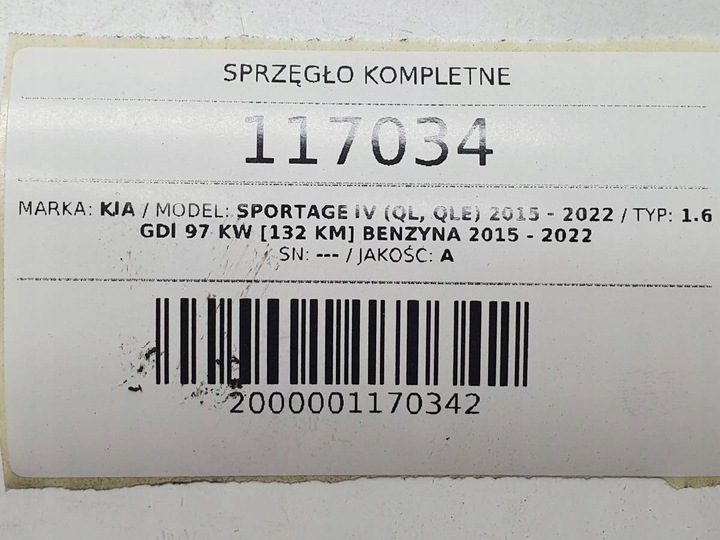 SPRZĘGŁO KOMPLETNE
117034
MARKA: KIA / MODEL: SPORTAGE IV (QL, QLE) 2015 - 2022 / TYP: 1.6
GDI 97 KW [132 KM] BENZYNA 2015 - 2022
SN: --- / JAKOŚĆ: A
2000001170342